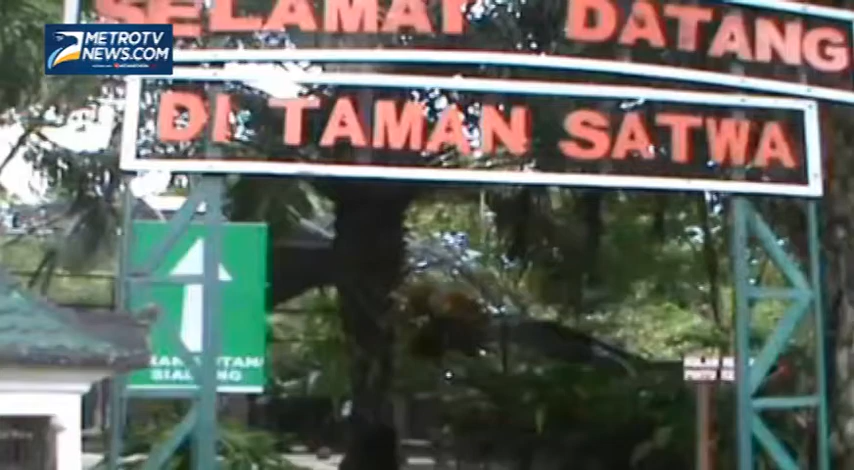 METROTV
NEWS.COM
SELAMAT DATANG
DI TAMAN SATWA